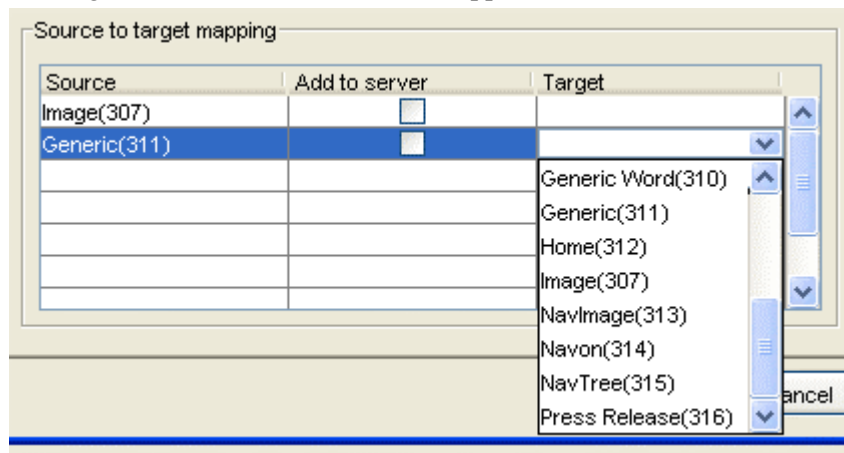 Source to target mapping
Source Add to server Target
Image(307)
Generic(311)
Generic Word(310)
Generic(311)
Home(312)
Image(307)
NavImage(313)
Navon(314)
NavTree(315)
Press Release(316)
ancel